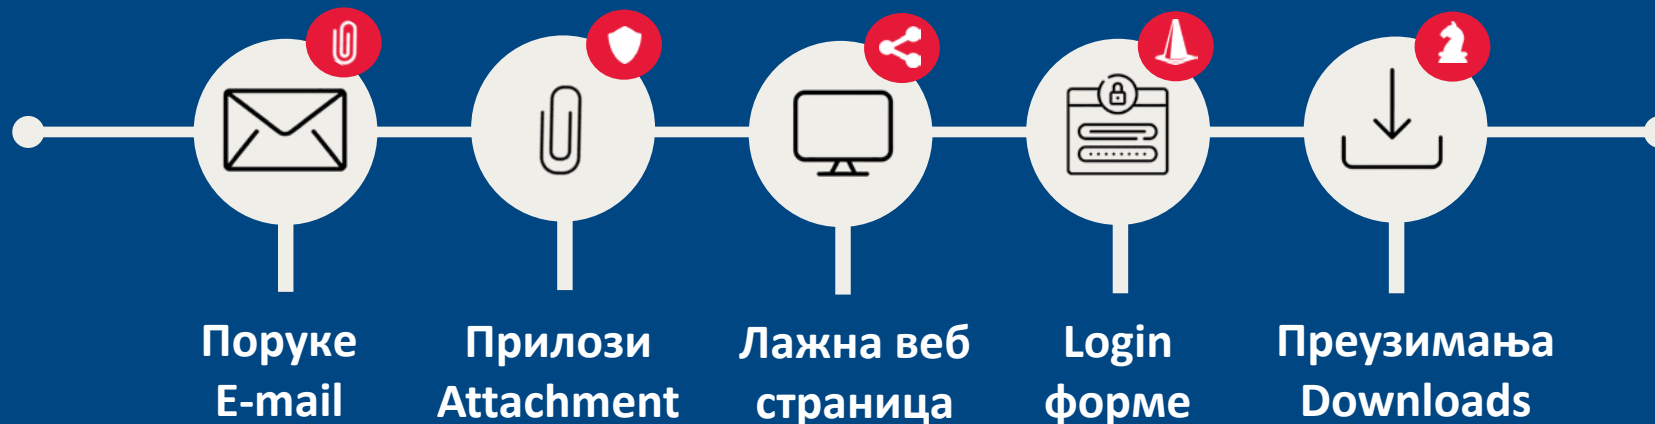 Поруке
E-mail
Прилози
Attachment
Лажна веб
страница
Login
форме
Преузимања
Downloads